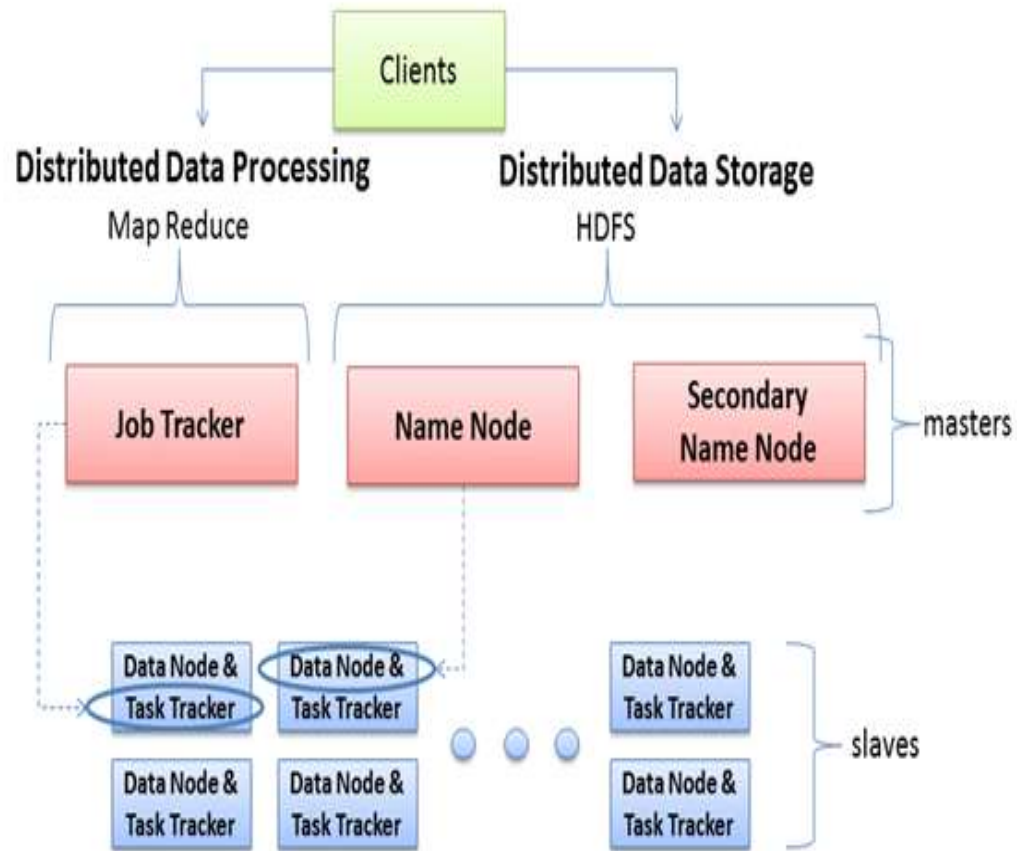 Clients
Distributed Data Processing
Map Reduce
Distributed Data Storage
HDFS
Job Tracker
Name Node
Secondary
Name Node
masters
Data Node &
Task Tracker
Data Node &
Task Tracker
Data Node &
Task Tracker
Data Node &
Task Tracker
Data Node &
Task Tracker
Data Node &
Task Tracker
slaves